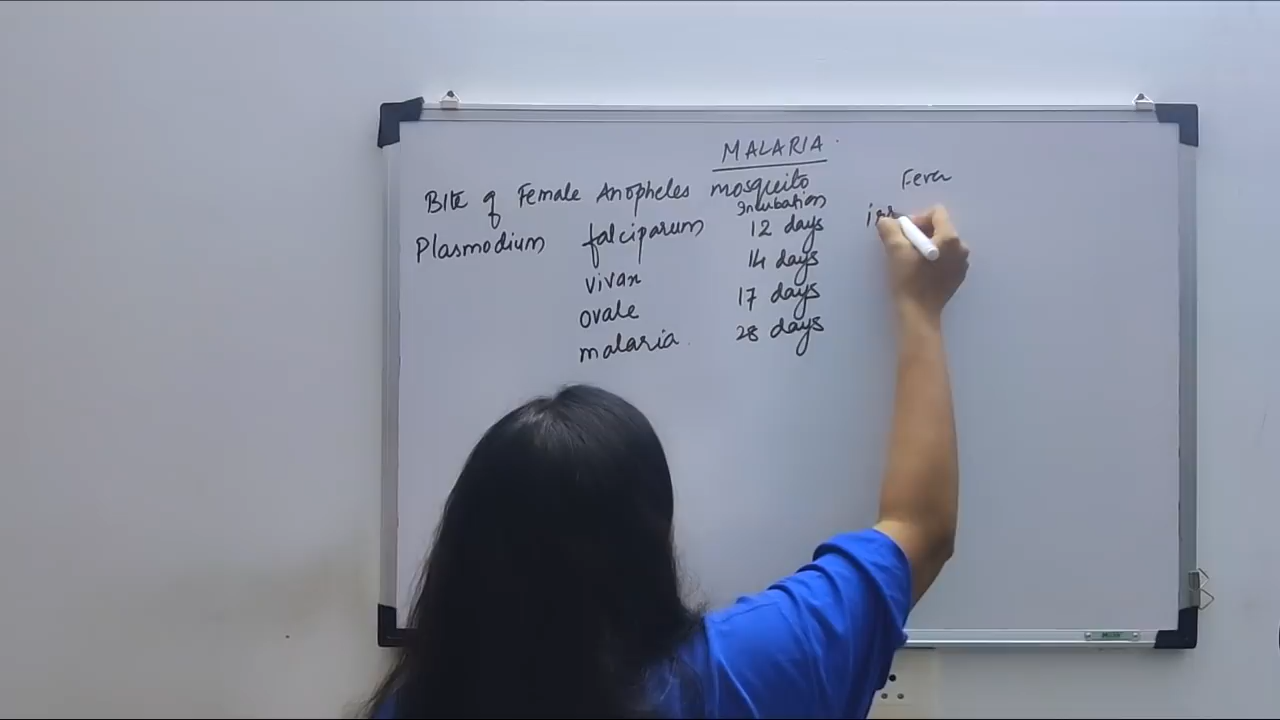 MALARIA
Bite of Female Anopheles mosquito
Fever
Incubation
Plasmodium falciparum 12 days
vivax 14 days
ovale 17 days
malaria 28 days